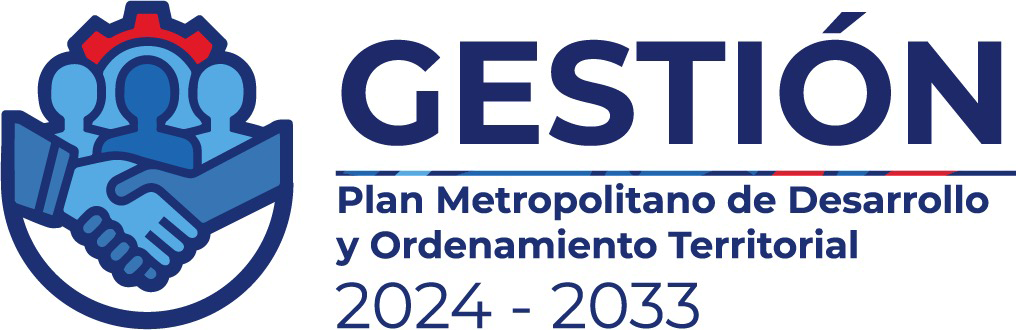 GESTIÓN
Plan Metropolitano de Desarrollo
y Ordenamiento Territorial
2024 - 2033